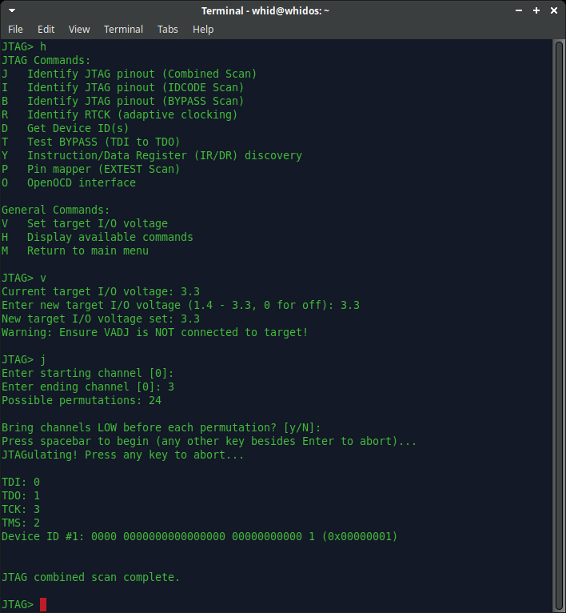 Terminal - whid@whidos: ~
File Edit View Terminal Tabs Help
JTAG> h
JTAG Commands:
J   Identify JTAG pinout (Combined Scan)
I   Identify JTAG pinout (IDCODE Scan)
B   Identify JTAG pinout (BYPASS Scan)
R   Identify RTCK (adaptive clocking)
D   Get Device ID(s)
T   Test BYPASS (TDI to TDO)
Y   Instruction/Data Register (IR/DR) discovery
P   Pin mapper (EXTEST Scan)
O   OpenOCD interface
General Commands:
V   Set target I/O voltage
H   Display available commands
M   Return to main menu
JTAG> v
Current target I/O voltage: 3.3
Enter new target I/O voltage (1.4 - 3.3, 0 for off): 3.3
New target I/O voltage set: 3.3
Warning: Ensure VADJ is NOT connected to target!
JTAG> j
Enter starting channel [0]:
Enter ending channel [0]: 3
Possible permutations: 24
Bring channels LOW before each permutation? [y/N]:
Press spacebar to begin (any other key besides Enter to abort)...
JTAGulating! Press any key to abort...
TDI: 0
TDO: 1
TCK: 3
TMS: 2
Device ID #1: 0000 0000000000000000 00000000000 1 (0x00000001)
JTAG combined scan complete.
JTAG>